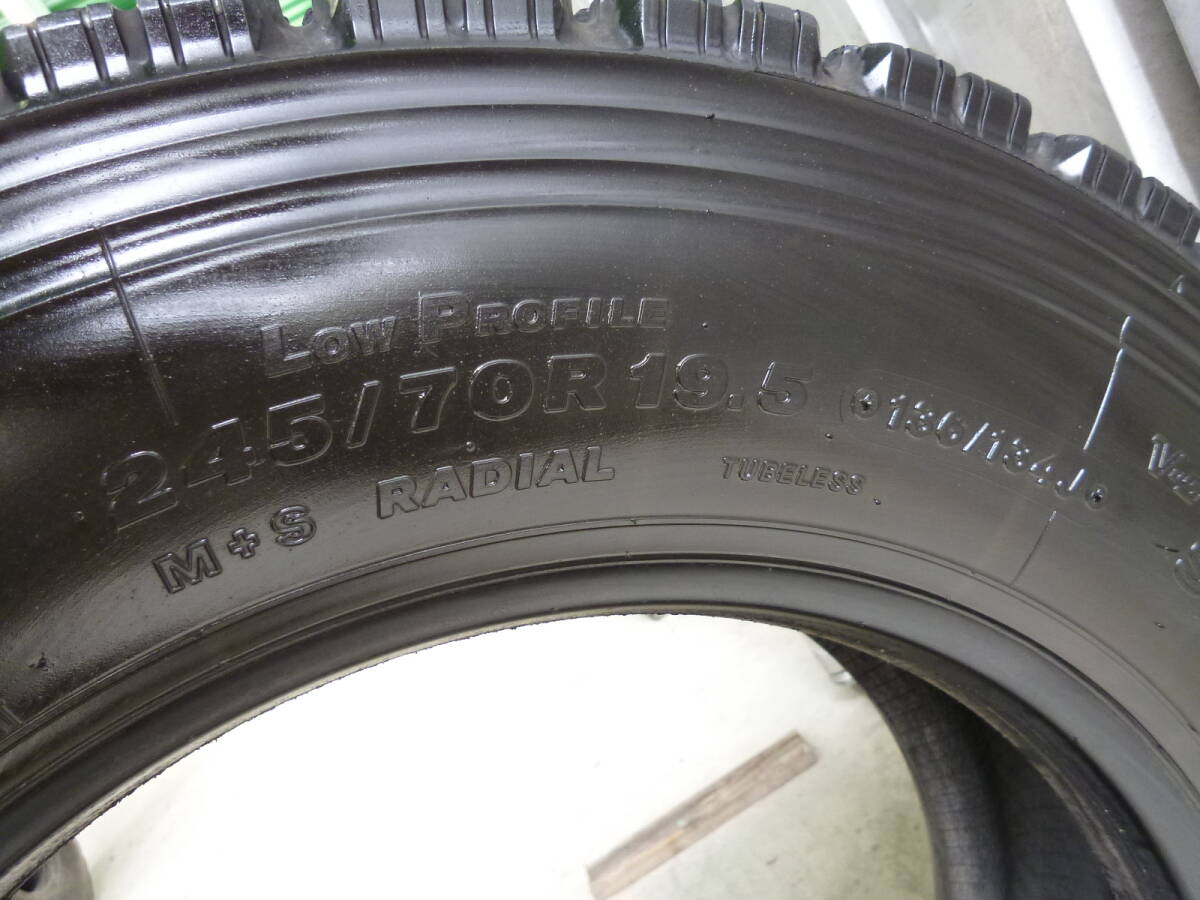 LOW PROFILE
245/70R19.5 136/134J
M+S RADIAL TUBELESS